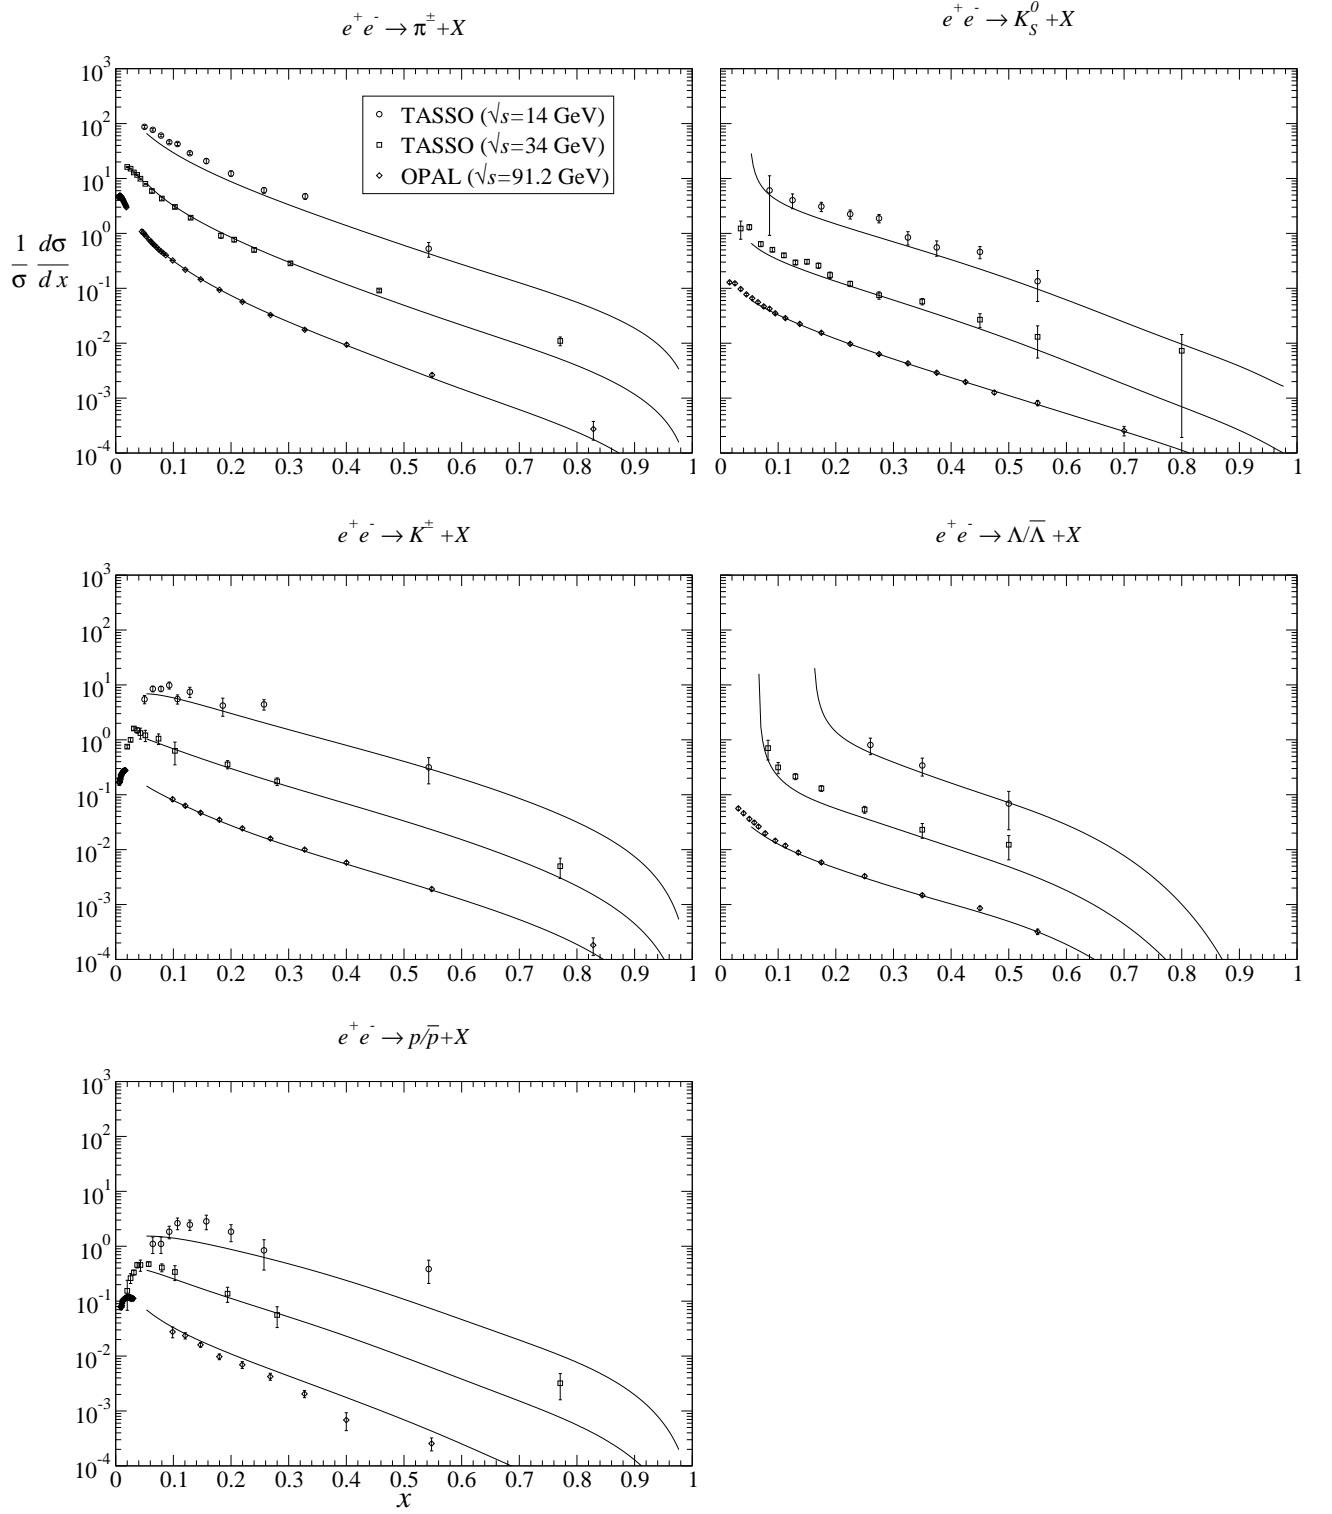 e⁺ e⁻ → π± +X
10³
10²
10¹
10⁰
10⁻¹
10⁻²
10⁻³
10⁻⁴
0 0.1 0.2 0.3 0.4 0.5 0.6 0.7 0.8 0.9 1
1/σ dσ/dx
TASSO (√s=14 GeV)
TASSO (√s=34 GeV)
OPAL (√s=91.2 GeV)
e⁺ e⁻ → K_S⁰ +X
0 0.1 0.2 0.3 0.4 0.5 0.6 0.7 0.8 0.9 1
e⁺ e⁻ → K± +X
10³
10²
10¹
10⁰
10⁻¹
10⁻²
10⁻³
10⁻⁴
0 0.1 0.2 0.3 0.4 0.5 0.6 0.7 0.8 0.9 1
e⁺ e⁻ → Λ/Λ̅ +X
0 0.1 0.2 0.3 0.4 0.5 0.6 0.7 0.8 0.9 1
e⁺ e⁻ → p/p̅+X
10³
10²
10¹
10⁰
10⁻¹
10⁻²
10⁻³
10⁻⁴
0 0.1 0.2 0.3 0.4 0.5 0.6 0.7 0.8 0.9 1
x